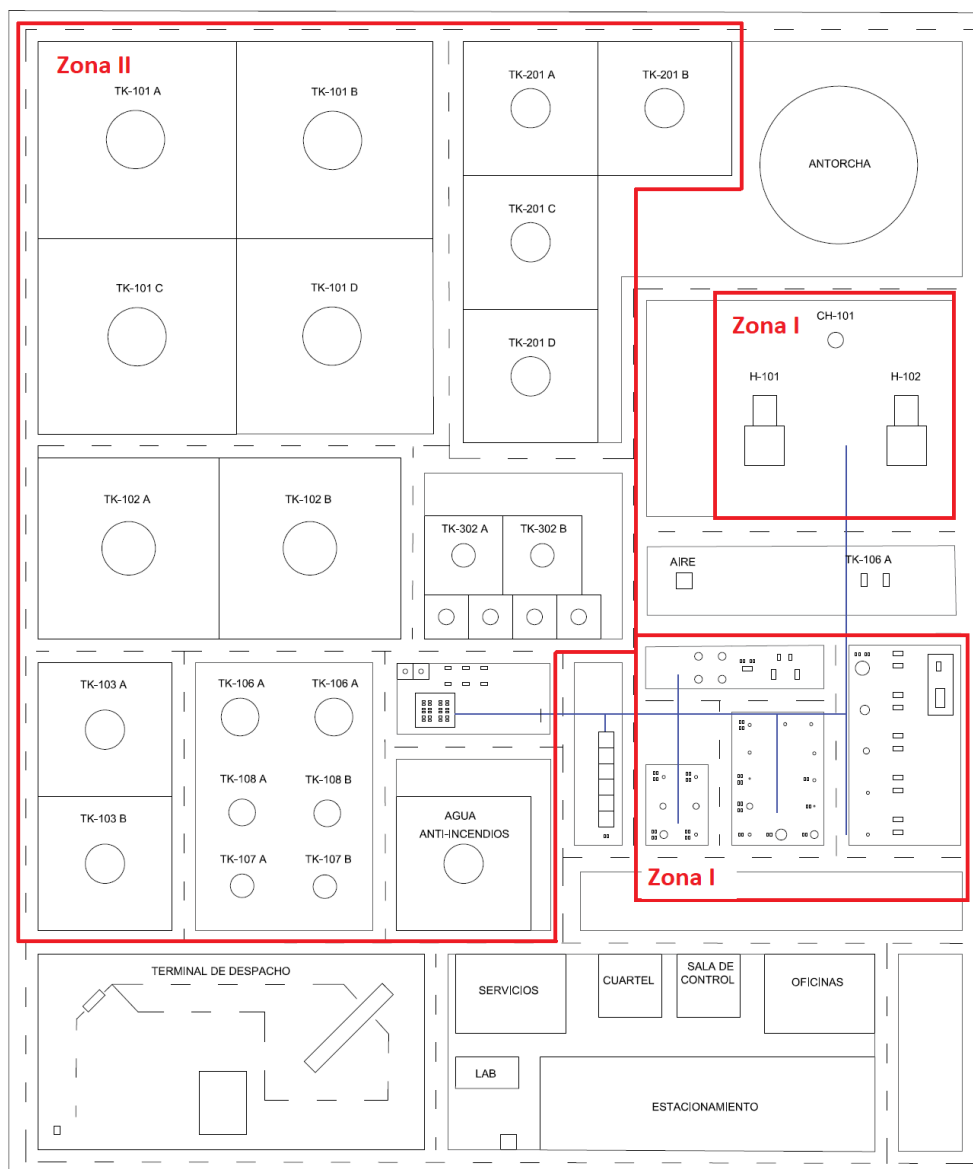 Zona II
TK-101 A
TK-101 B
TK-201 A
TK-201 B
ANTORCHA
TK-201 C
TK-101 C
TK-101 D
TK-201 D
Zona I
CH-101
H-101
H-102
TK-102 A
TK-102 B
TK-302 A
TK-302 B
AIRE
TK-106 A
TK-103 A
TK-106 A
TK-106 A
TK-108 A
TK-108 B
TK-103 B
AGUA
ANTI-INCENDIOS
TK-107 A
TK-107 B
Zona I
TERMINAL DE DESPACHO
SERVICIOS
CUARTEL
SALA DE
CONTROL
OFICINAS
LAB
ESTACIONAMIENTO